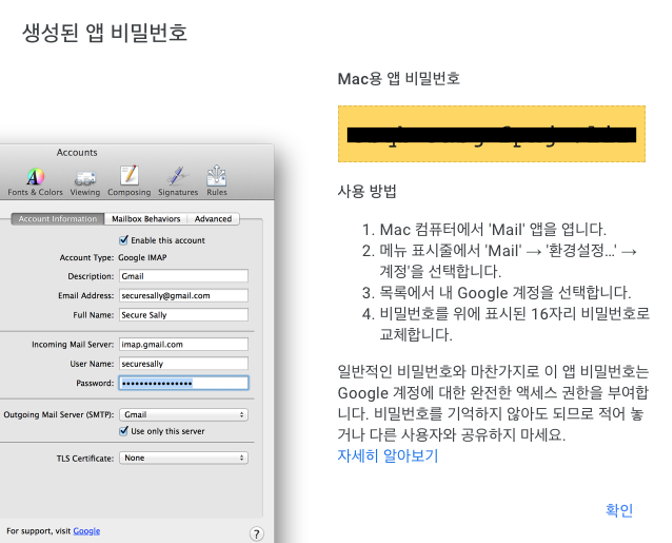 생성된 앱 비밀번호
Accounts
Fonts & Colors Viewing Composing Signatures Rules
Account Information Mailbox Behaviors Advanced
Enable this account
Account Type: Google IMAP
Description: Gmail
Email Address: securesally@gmail.com
Full Name: Secure Sally
Incoming Mail Server: imap.gmail.com
User Name: securesally
Password: ••••••••••••••••
Outgoing Mail Server (SMTP): Gmail
Use only this server
TLS Certificate: None
For support, visit Google
?
Mac용 앱 비밀번호
사용 방법
1. Mac 컴퓨터에서 'Mail' 앱을 엽니다.
2. 메뉴 표시줄에서 'Mail' → '환경설정...' →
계정'을 선택합니다.
3. 목록에서 내 Google 계정을 선택합니다.
4. 비밀번호를 위에 표시된 16자리 비밀번호로
교체합니다.
일반적인 비밀번호와 마찬가지로 이 앱 비밀번호는
Google 계정에 대한 완전한 액세스 권한을 부여합
니다. 비밀번호를 기억하지 않아도 되므로 적어 놓
거나 다른 사용자와 공유하지 마세요.
자세히 알아보기
확인